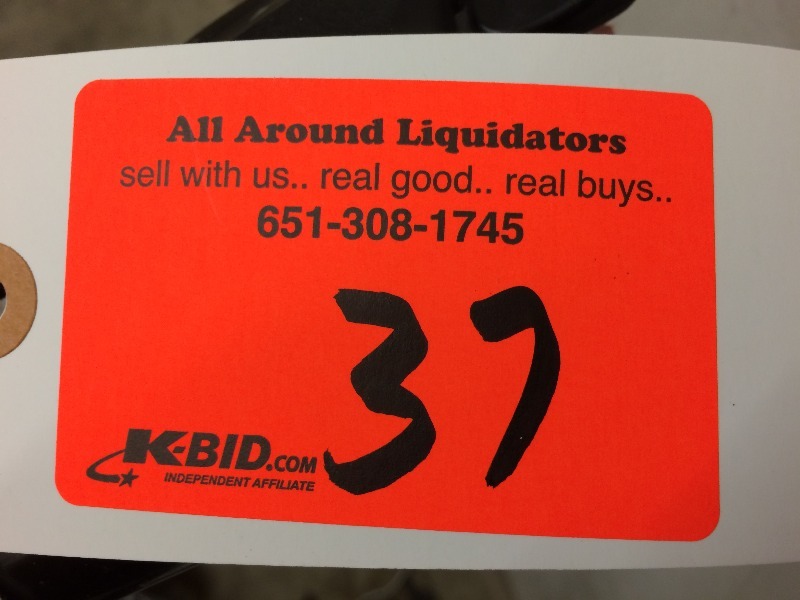 All Around Liquidators
sell with us.. real good.. real buys..
651-308-1745
37
K-BID.COM
INDEPENDENT AFFILIATE